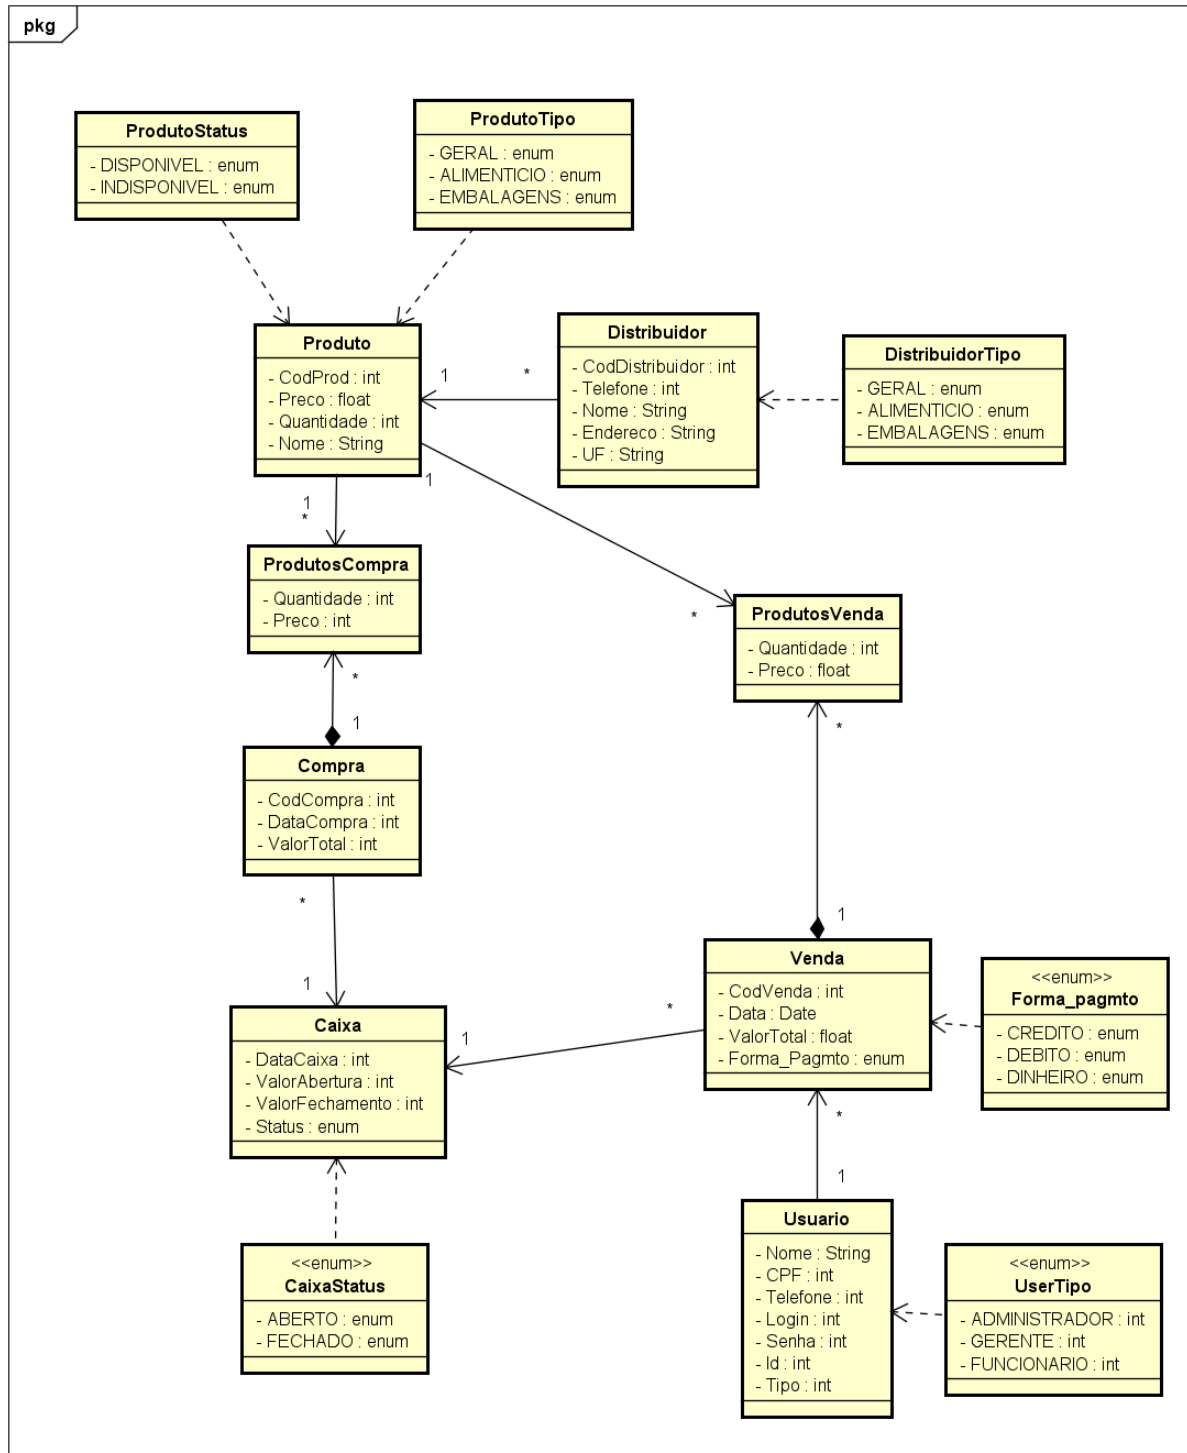 pkg
ProdutoStatus
- DISPONIVEL : enum
- INDISPONIVEL : enum
ProdutoTipo
- GERAL : enum
- ALIMENTICIO : enum
- EMBALAGENS : enum
Produto
- CodProd : int
- Preco : float
- Quantidade : int
- Nome : String
1
*
Distribuidor
- CodDistribuidor : int
- Telefone : int
- Nome : String
- Endereco : String
- UF : String
DistribuidorTipo
- GERAL : enum
- ALIMENTICIO : enum
- EMBALAGENS : enum
1
1
*
ProdutosCompra
- Quantidade : int
- Preco : int
*
ProdutosVenda
- Quantidade : int
- Preco : float
*
1
*
Compra
- CodCompra : int
- DataCompra : int
- ValorTotal : int
*
1
1
Caixa
- DataCaixa : int
- ValorAbertura : int
- ValorFechamento : int
- Status : enum
1
*
Venda
- CodVenda : int
- Data : Date
- ValorTotal : float
- Forma_Pagmto : enum
<<enum>>
Forma_pagmto
- CREDITO : enum
- DEBITO : enum
- DINHEIRO : enum
*
1
<<enum>>
CaixaStatus
- ABERTO : enum
- FECHADO : enum
Usuario
- Nome : String
- CPF : int
- Telefone : int
- Login : int
- Senha : int
- Id : int
- Tipo : int
<<enum>>
UserTipo
- ADMINISTRADOR : int
- GERENTE : int
- FUNCIONARIO : int